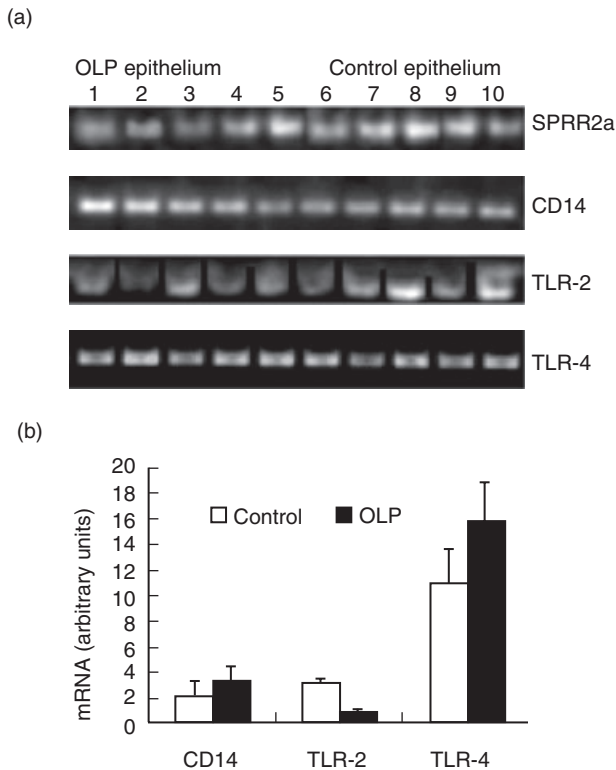 (a)
OLP epithelium Control epithelium
1 2 3 4 5 6 7 8 9 10
SPRR2a
CD14
TLR-2
TLR-4
(b)
20
18
16
14
12
10
8
6
4
2
0
mRNA (arbitrary units)
Control OLP
CD14 TLR-2 TLR-4